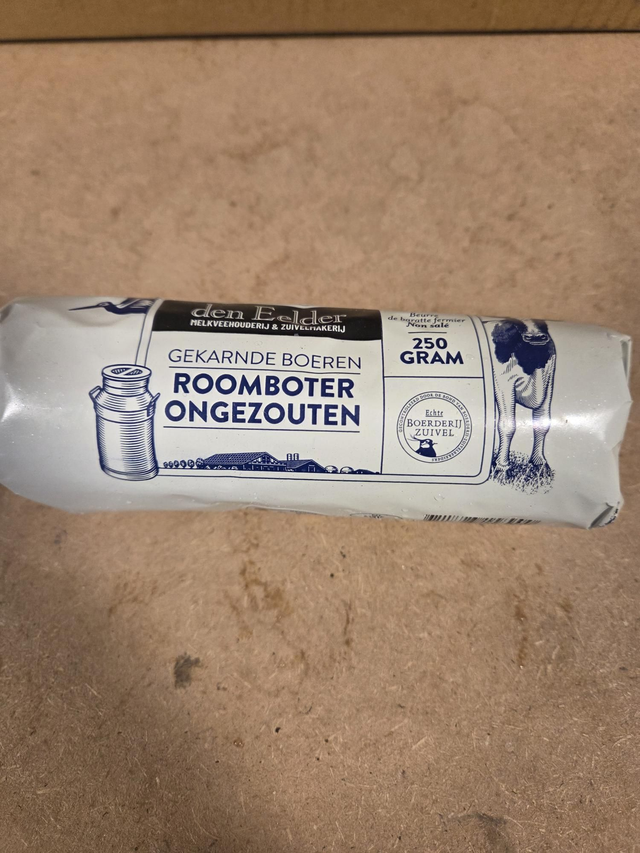 den Eelder
MELKVEEHOUDERIJ & ZUIVELMAKERIJ
GEKARNDE BOEREN
ROOMBOTER
ONGEZOUTEN
Beurre
de baratte fermier
Non salé
250
GRAM
Echte
BOERDERIJ
ZUIVEL